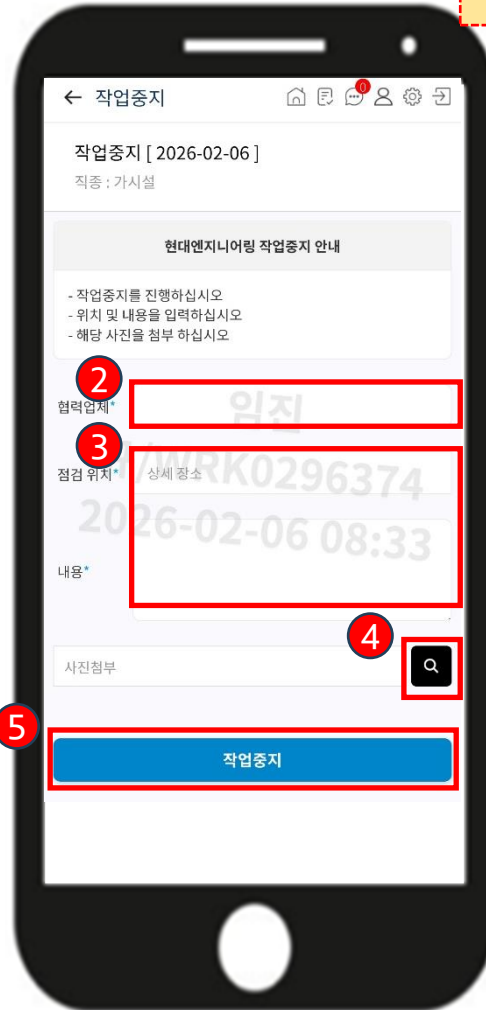 작업중지
0
작업중지 [ 2026-02-06 ]
직종 : 가시설
현대엔지니어링 작업중지 안내
- 작업중지를 진행하십시오
- 위치 및 내용을 입력하십시오
- 해당 사진을 첨부 하십시오
2
협력업체*
임진
3
점검 위치*
상세 장소
/WRK0296374
2026-02-06 08:33
내용*
4
사진첨부
5
작업중지